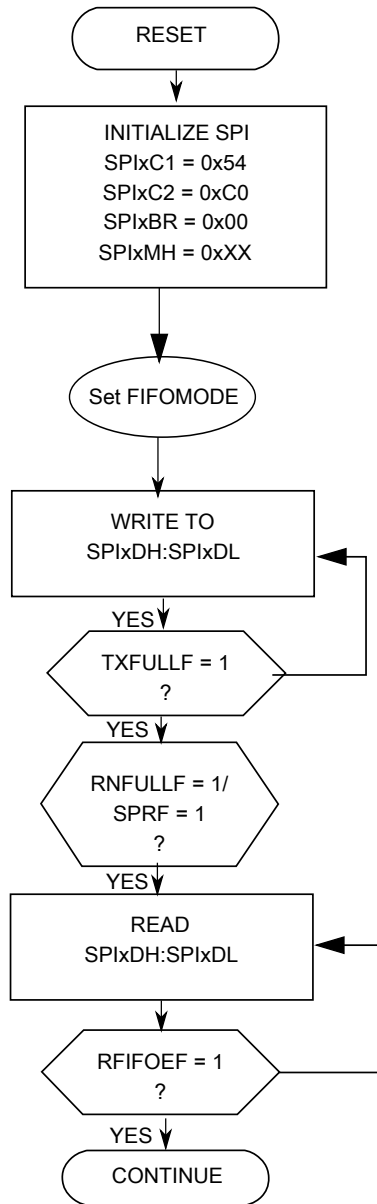 RESET
INITIALIZE SPI
SPIxC1 = 0x54
SPIxC2 = 0xC0
SPIxBR = 0x00
SPIxMH = 0xXX
Set FIFOMODE
WRITE TO
SPIxDH:SPIxDL
YES
TXFULLF = 1
?
YES
RNFULLF = 1/
SPRF = 1
?
YES
READ
SPIxDH:SPIxDL
RFIFOEF = 1
?
YES
CONTINUE